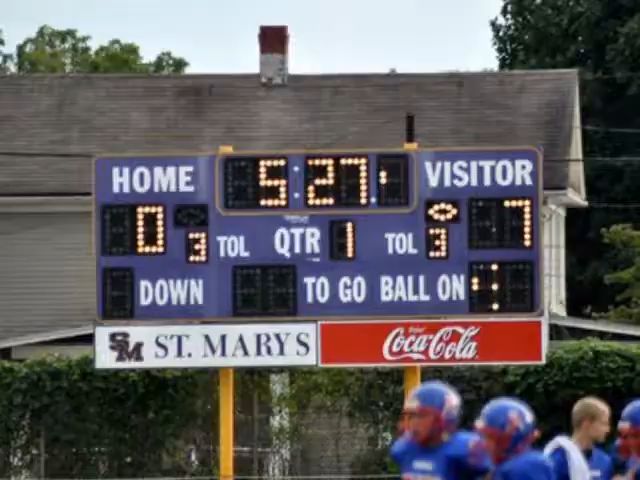 HOME 5:27 VISITOR
0 3 TOL QTR 1 TOL 3 7
DOWN TO GO BALL ON
SM ST. MARYS Coca-Cola